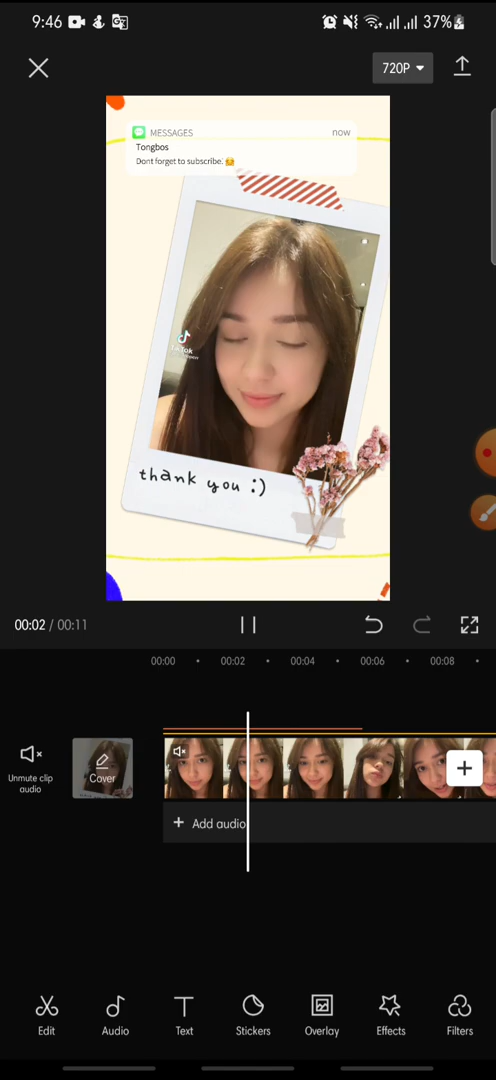 9:46
37%
720P
MESSAGES
now
Tongbos
Dont forget to subscribe.
TikTok
thank you :)
00:02 / 00:11
00:00
00:02
00:04
00:06
00:08
Unmute clip
audio
Cover
+ Add audio
Edit
Audio
Text
Stickers
Overlay
Effects
Filters